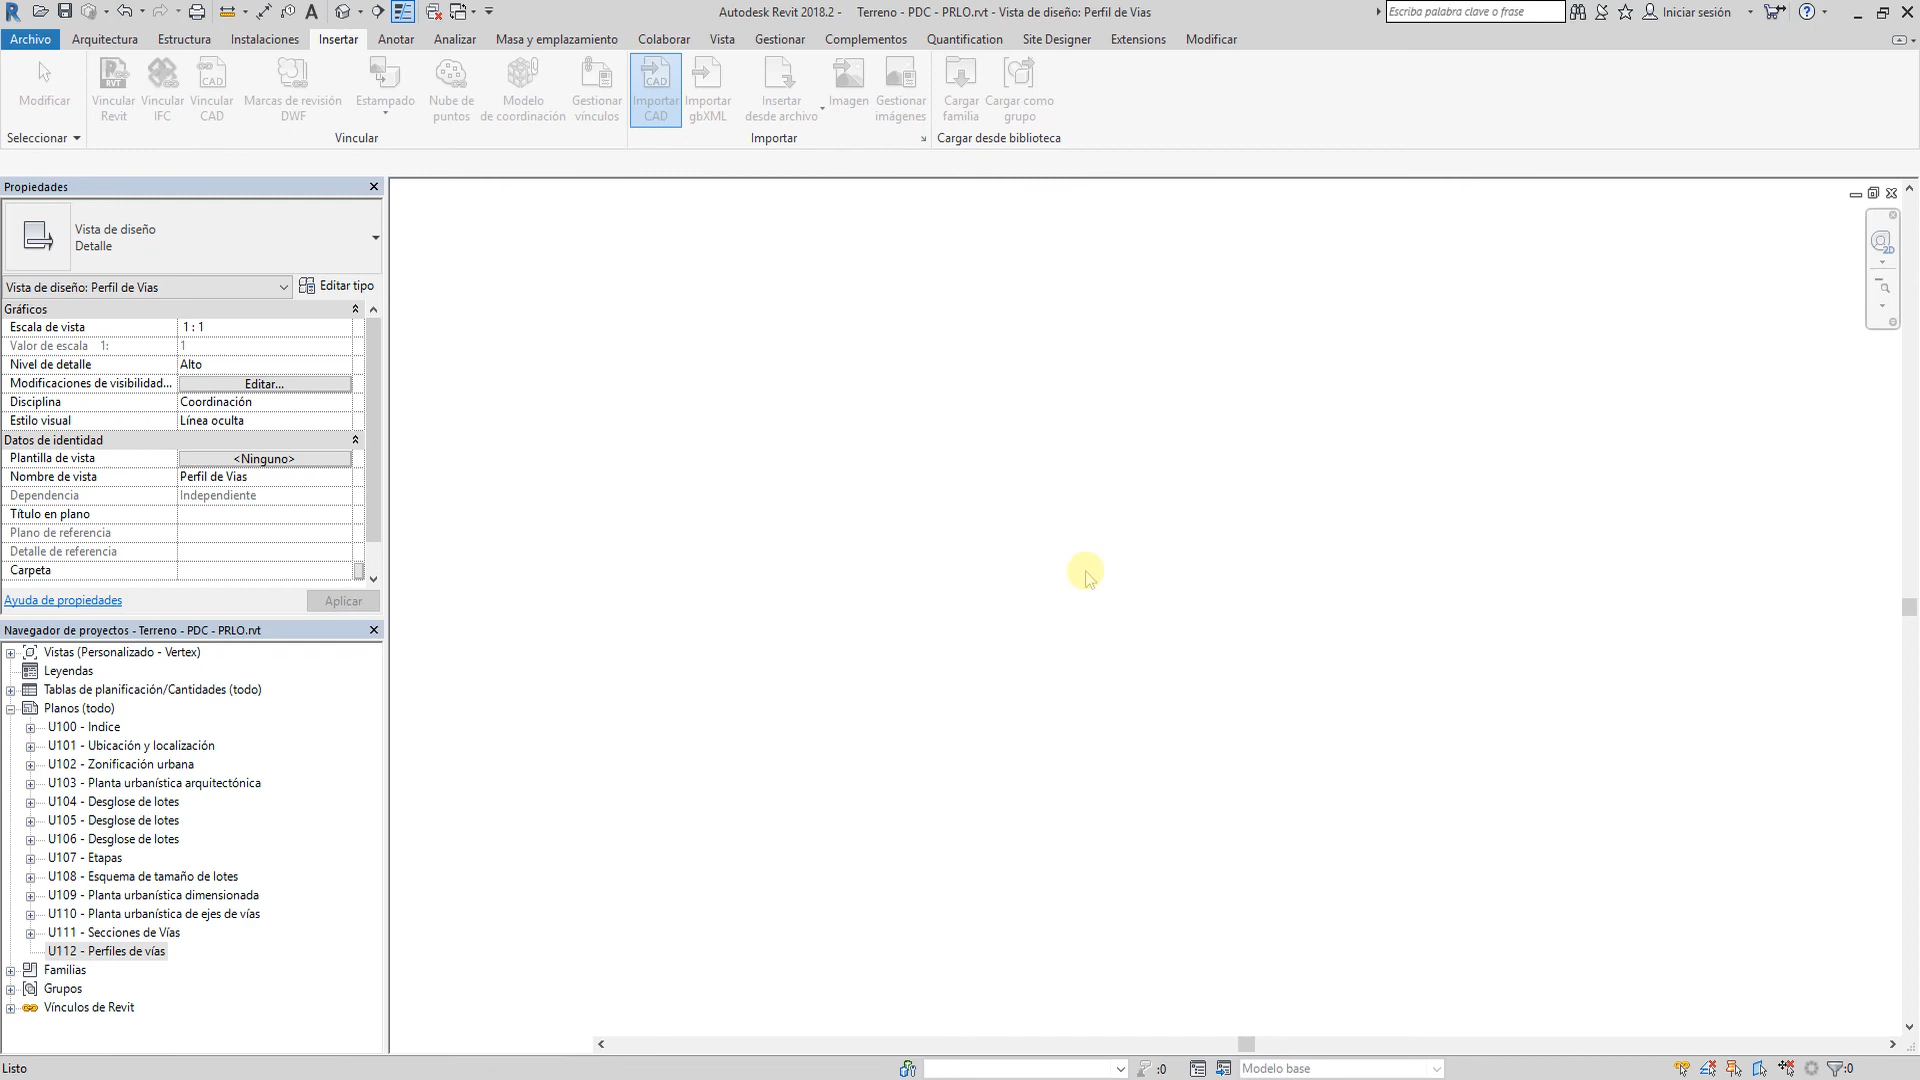 Autodesk Revit 2018.2 - Terreno - PDC - PRLO.rvt - Vista de diseño: Perfil de Vias
Escriba palabra clave o frase
Iniciar sesión
Archivo Arquitectura Estructura Instalaciones Insertar Anotar Analizar Masa y emplazamiento Colaborar Vista Gestionar Complementos Quantification Site Designer Extensions Modificar
Modificar
Vincular Revit
Vincular IFC
Vincular CAD
Marcas de revisión DWF
Estampado
Nube de puntos
Modelo de coordinación
Gestionar vínculos
Importar CAD
Importar gbXML
Insertar desde archivo
Imagen
Gestionar imágenes
Cargar familia
Cargar como grupo
Seleccionar
Vincular
Importar
Cargar desde biblioteca
Propiedades
Vista de diseño
Detalle
Vista de diseño: Perfil de Vias
Editar tipo
Gráficos
Escala de vista 1 : 1
Valor de escala 1: 1
Nivel de detalle Alto
Modificaciones de visibilidad... Editar...
Disciplina Coordinación
Estilo visual Línea oculta
Datos de identidad
Plantilla de vista <Ninguno>
Nombre de vista Perfil de Vias
Dependencia Independiente
Título en plano
Plano de referencia
Detalle de referencia
Carpeta
Ayuda de propiedades
Aplicar
Navegador de proyectos - Terreno - PDC - PRLO.rvt
Vistas (Personalizado - Vertex)
Leyendas
Tablas de planificación/Cantidades (todo)
Planos (todo)
U100 - Indice
U101 - Ubicación y localización
U102 - Zonificación urbana
U103 - Planta urbanística arquitectónica
U104 - Desglose de lotes
U105 - Desglose de lotes
U106 - Desglose de lotes
U107 - Etapas
U108 - Esquema de tamaño de lotes
U109 - Planta urbanística dimensionada
U110 - Planta urbanística de ejes de vías
U111 - Secciones de Vías
U112 - Perfiles de vías
Familias
Grupos
Vínculos de Revit
2D
Listo
:0
Modelo base
:0